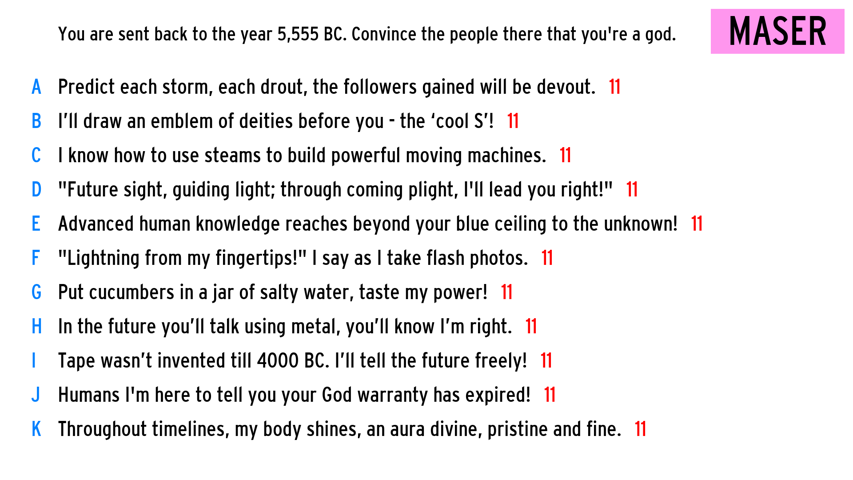 You are sent back to the year 5,555 BC. Convince the people there that you're a god.
MASER
A Predict each storm, each drout, the followers gained will be devout. 11
B I’ll draw an emblem of deities before you - the ‘cool S’! 11
C I know how to use steams to build powerful moving machines. 11
D "Future sight, guiding light; through coming plight, I'll lead you right!" 11
E Advanced human knowledge reaches beyond your blue ceiling to the unknown! 11
F "Lightning from my fingertips!" I say as I take flash photos. 11
G Put cucumbers in a jar of salty water, taste my power! 11
H In the future you’ll talk using metal, you’ll know I’m right. 11
I Tape wasn’t invented till 4000 BC. I’ll tell the future freely! 11
J Humans I'm here to tell you your God warranty has expired! 11
K Throughout timelines, my body shines, an aura divine, pristine and fine. 11